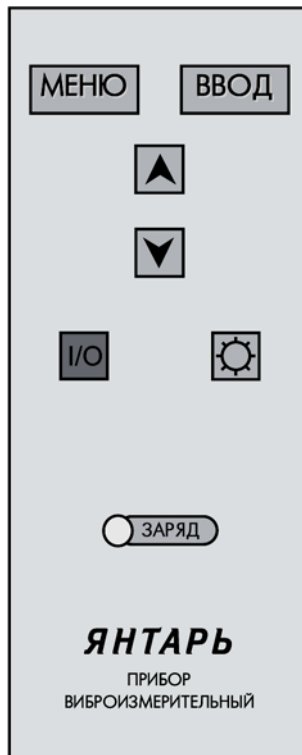 МЕНЮ ВВОД
I/O
ЗАРЯД
ЯНТАРЬ
ПРИБОР
ВИБРОИЗМЕРИТЕЛЬНЫЙ